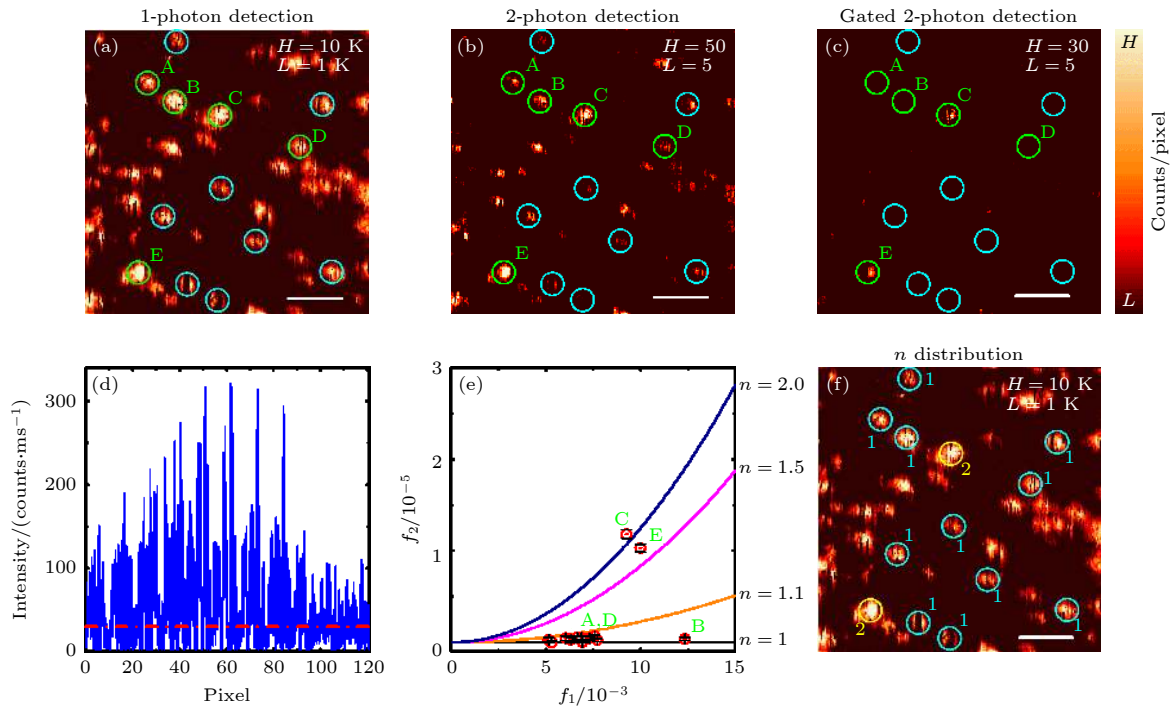 1-photon detection
2-photon detection
Gated 2-photon detection
(a)
H = 10 K
L = 1 K
A
B
C
D
E
(b)
H = 50
L = 5
A
B
C
D
E
(c)
H = 30
L = 5
A
B
C
D
E
H
L
Counts/pixel
(d)
Intensity/(counts·ms⁻¹)
300
200
100
0
0 20 40 60 80 100 120
Pixel
(e)
f₂/10⁻⁵
3
2
1
0
C
E
A,D
B
n = 2.0
n = 1.5
n = 1.1
n = 1
0 5 10 15
f₁/10⁻³
n distribution
(f)
H = 10 K
L = 1 K
1
1
1
2
1
1
1
1
1
2
1
1
1